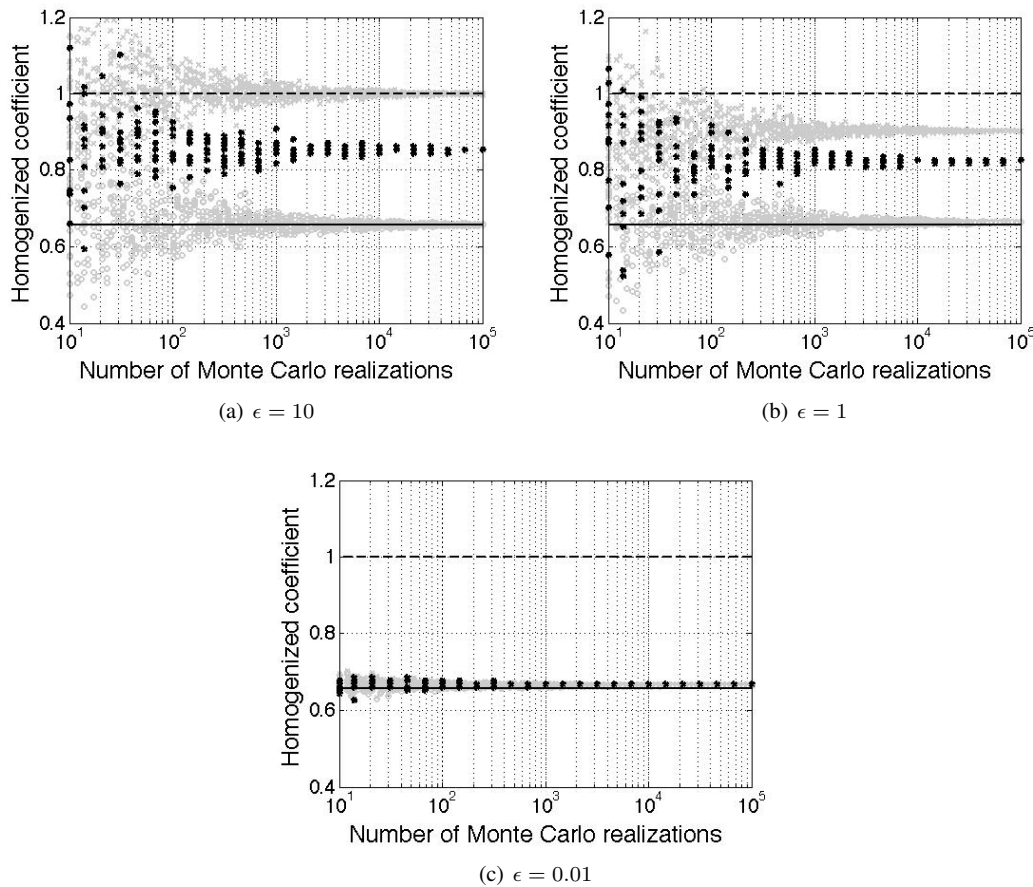 1.2
1
0.8
0.6
0.4
Homogenized coefficient
10^1 10^2 10^3 10^4 10^5
Number of Monte Carlo realizations
(a) ϵ = 10
1.2
1
0.8
0.6
0.4
Homogenized coefficient
10^1 10^2 10^3 10^4 10^5
Number of Monte Carlo realizations
(b) ϵ = 1
1.2
1
0.8
0.6
0.4
Homogenized coefficient
10^1 10^2 10^3 10^4 10^5
Number of Monte Carlo realizations
(c) ϵ = 0.01